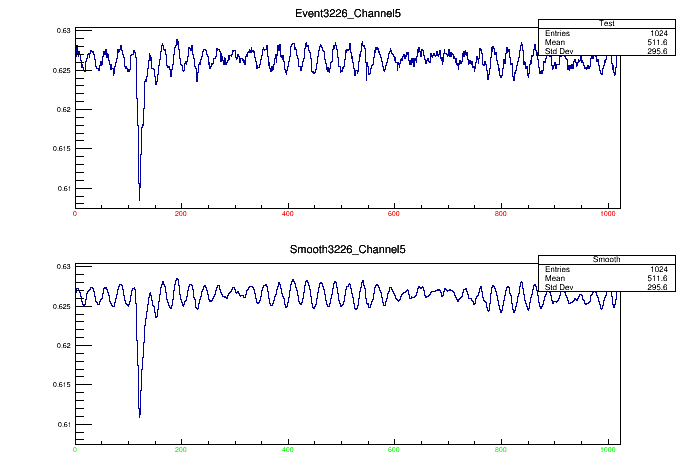 Event3226_Channel5
Test
Entries 1024
Mean 511.6
Std Dev 295.6
0.63
0.625
0.62
0.615
0.61
0 200 400 600 800 1000
Smooth3226_Channel5
Smooth
Entries 1024
Mean 511.6
Std Dev 295.6
0.63
0.625
0.62
0.615
0.61
0 200 400 600 800 1000